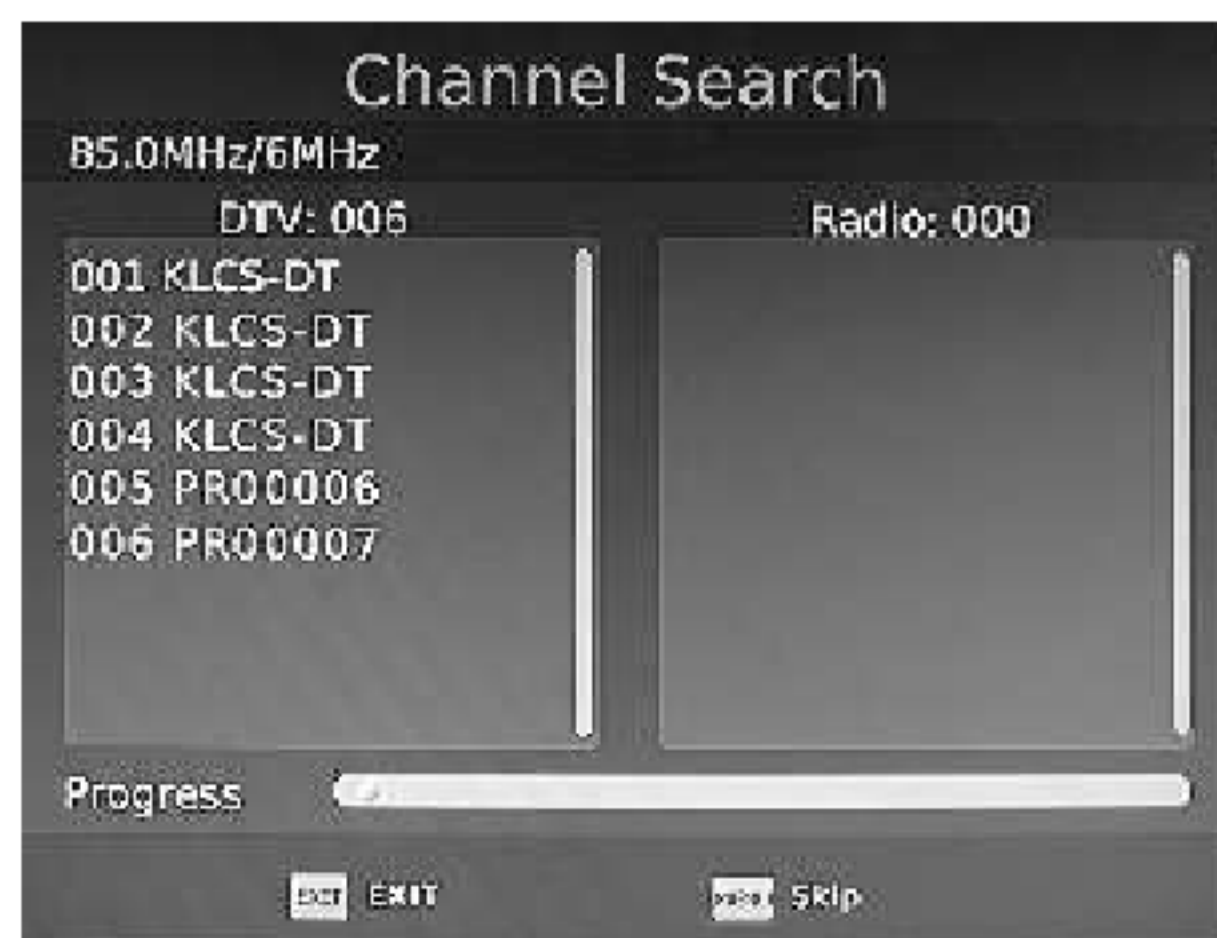 Channel Search
85.0MHz/6MHz
DTV: 006
Radio: 000
001 KLCS-DT
002 KLCS-DT
003 KLCS-DT
004 KLCS-DT
005 PR00006
006 PR00007
Progress
EXIT EXIT
Skip